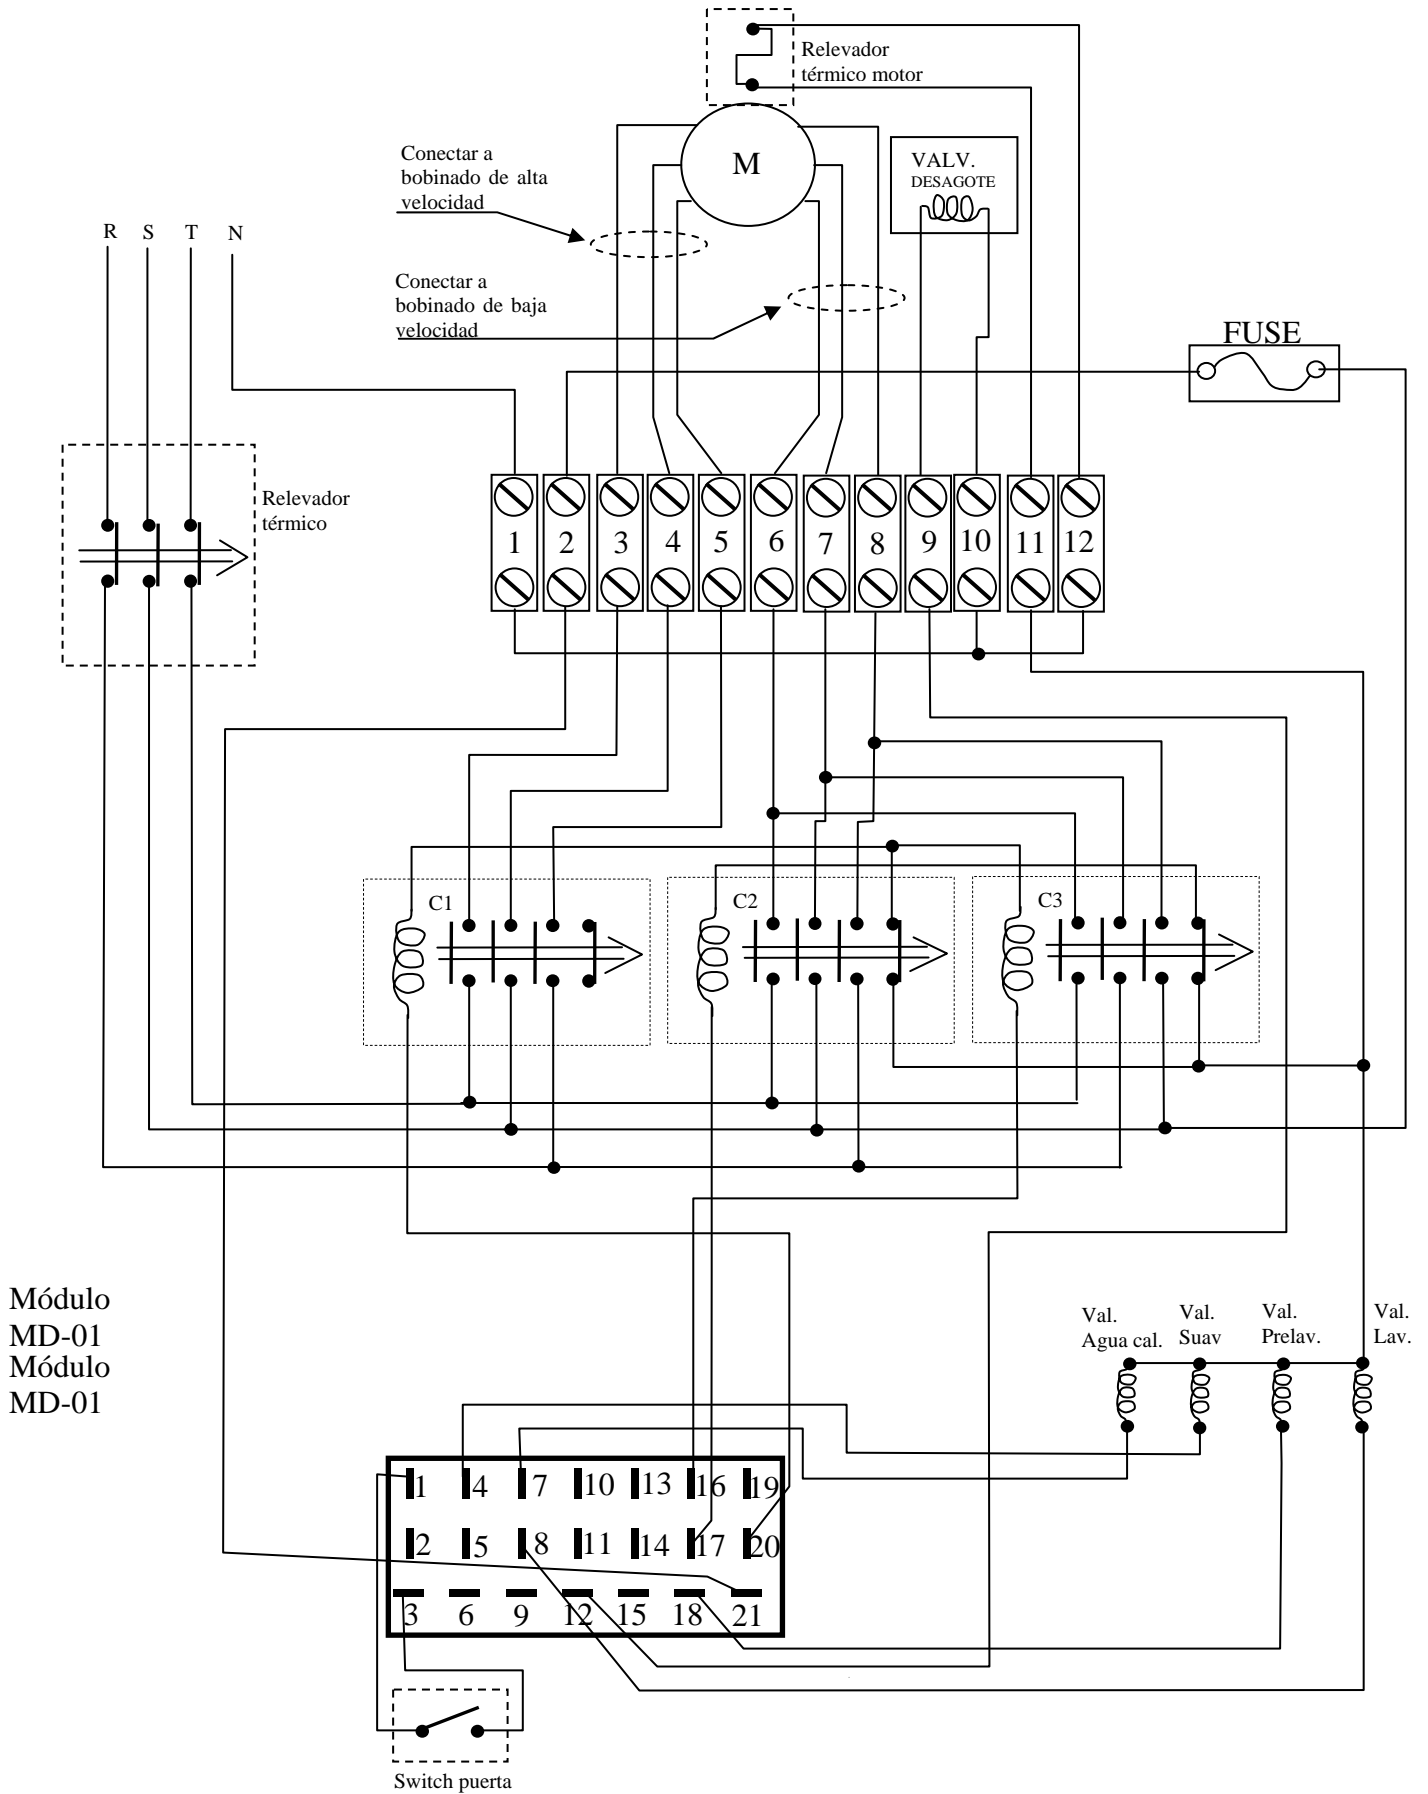 Relevador
térmico motor
Conectar a
bobinado de alta
velocidad
M
VALV.
DESAGOTE
R S T N
Conectar a
bobinado de baja
velocidad
FUSE
Relevador
térmico
1 2 3 4 5 6 7 8 9 10 11 12
C1 C2 C3
Módulo
MD-01
Módulo
MD-01
Val.
Agua cal.
Val.
Suav
Val.
Prelav.
Val.
Lav.
1 4 7 10 13 16 19
2 5 8 11 14 17 20
3 6 9 12 15 18 21
Switch puerta